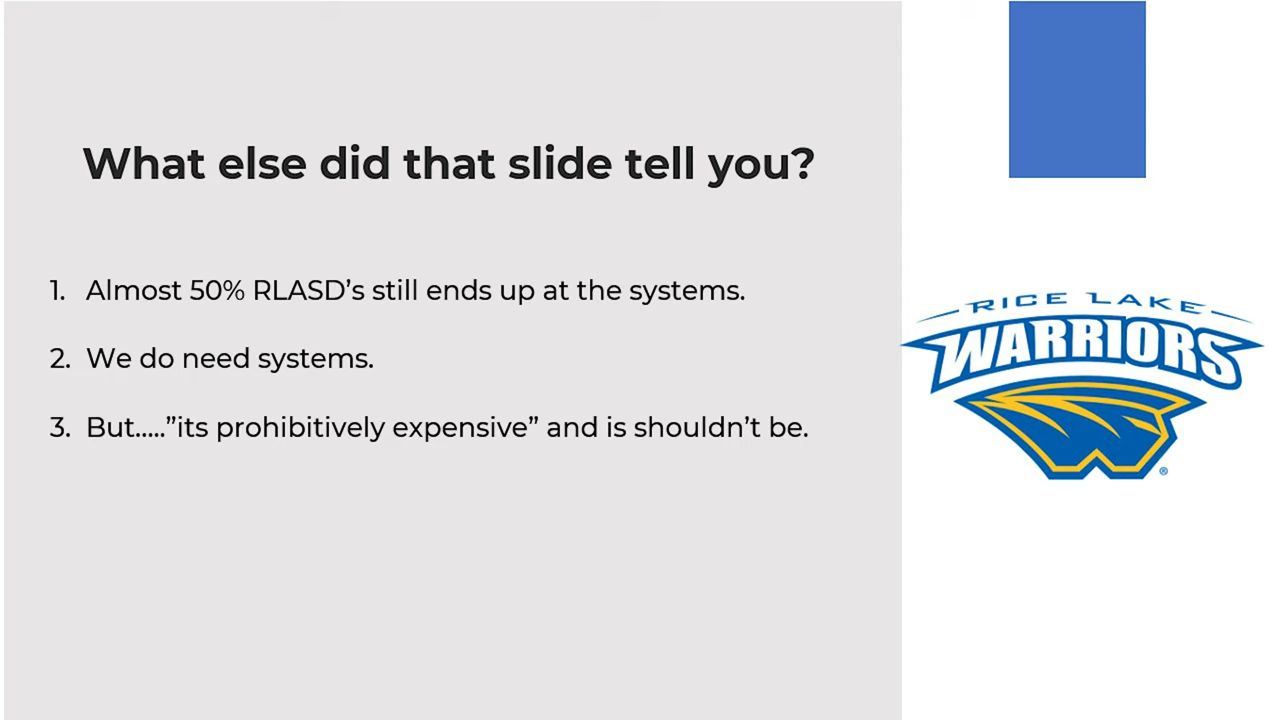 What else did that slide tell you?
1. Almost 50% RLASD’s still ends up at the systems.
2. We do need systems.
3. But.....”its prohibitively expensive” and is shouldn’t be.
RICE LAKE
WARRIORS
®